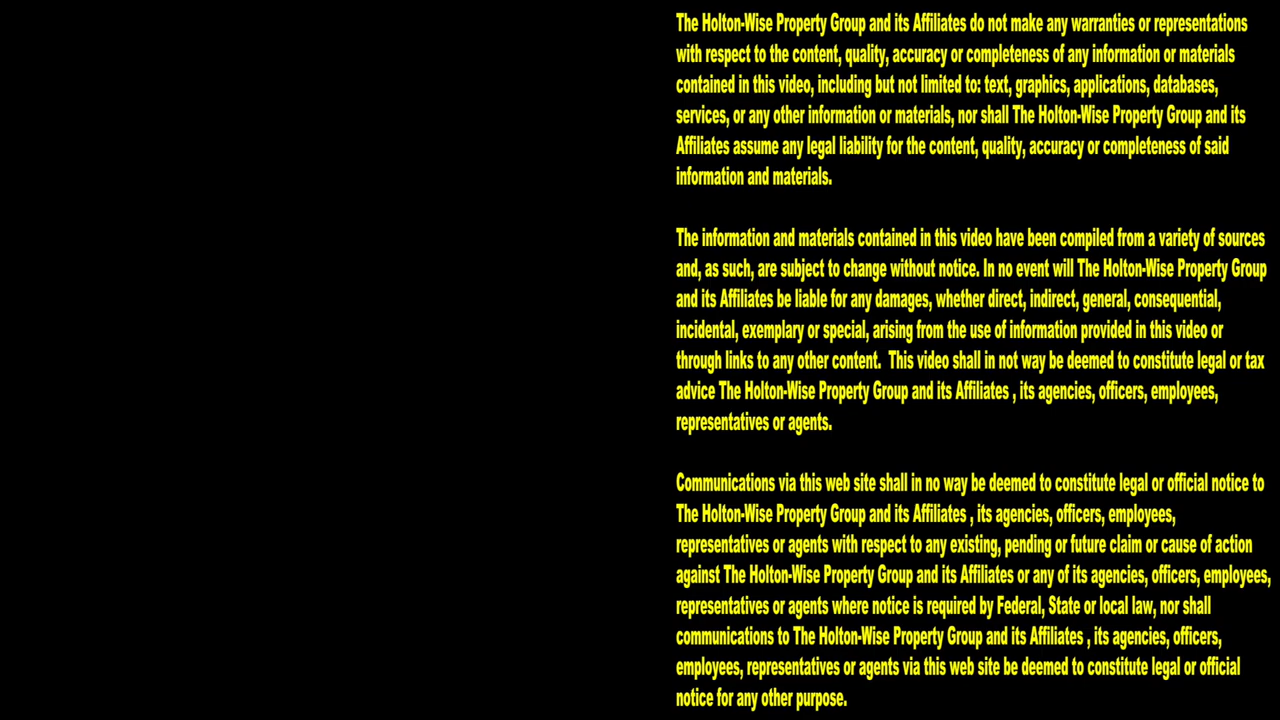 The Holton-Wise Property Group and its Affiliates do not make any warranties or representations
with respect to the content, quality, accuracy or completeness of any information or materials
contained in this video, including but not limited to: text, graphics, applications, databases,
services, or any other information or materials, nor shall The Holton-Wise Property Group and its
Affiliates assume any legal liability for the content, quality, accuracy or completeness of said
information and materials.
The information and materials contained in this video have been compiled from a variety of sources
and, as such, are subject to change without notice. In no event will The Holton-Wise Property Group
and its Affiliates be liable for any damages, whether direct, indirect, general, consequential,
incidental, exemplary or special, arising from the use of information provided in this video or
through links to any other content.  This video shall in not way be deemed to constitute legal or tax
advice The Holton-Wise Property Group and its Affiliates , its agencies, officers, employees,
representatives or agents.
Communications via this web site shall in no way be deemed to constitute legal or official notice to
The Holton-Wise Property Group and its Affiliates , its agencies, officers, employees,
representatives or agents with respect to any existing, pending or future claim or cause of action
against The Holton-Wise Property Group and its Affiliates or any of its agencies, officers, employees,
representatives or agents where notice is required by Federal, State or local law, nor shall
communications to The Holton-Wise Property Group and its Affiliates , its agencies, officers,
employees, representatives or agents via this web site be deemed to constitute legal or official
notice for any other purpose.